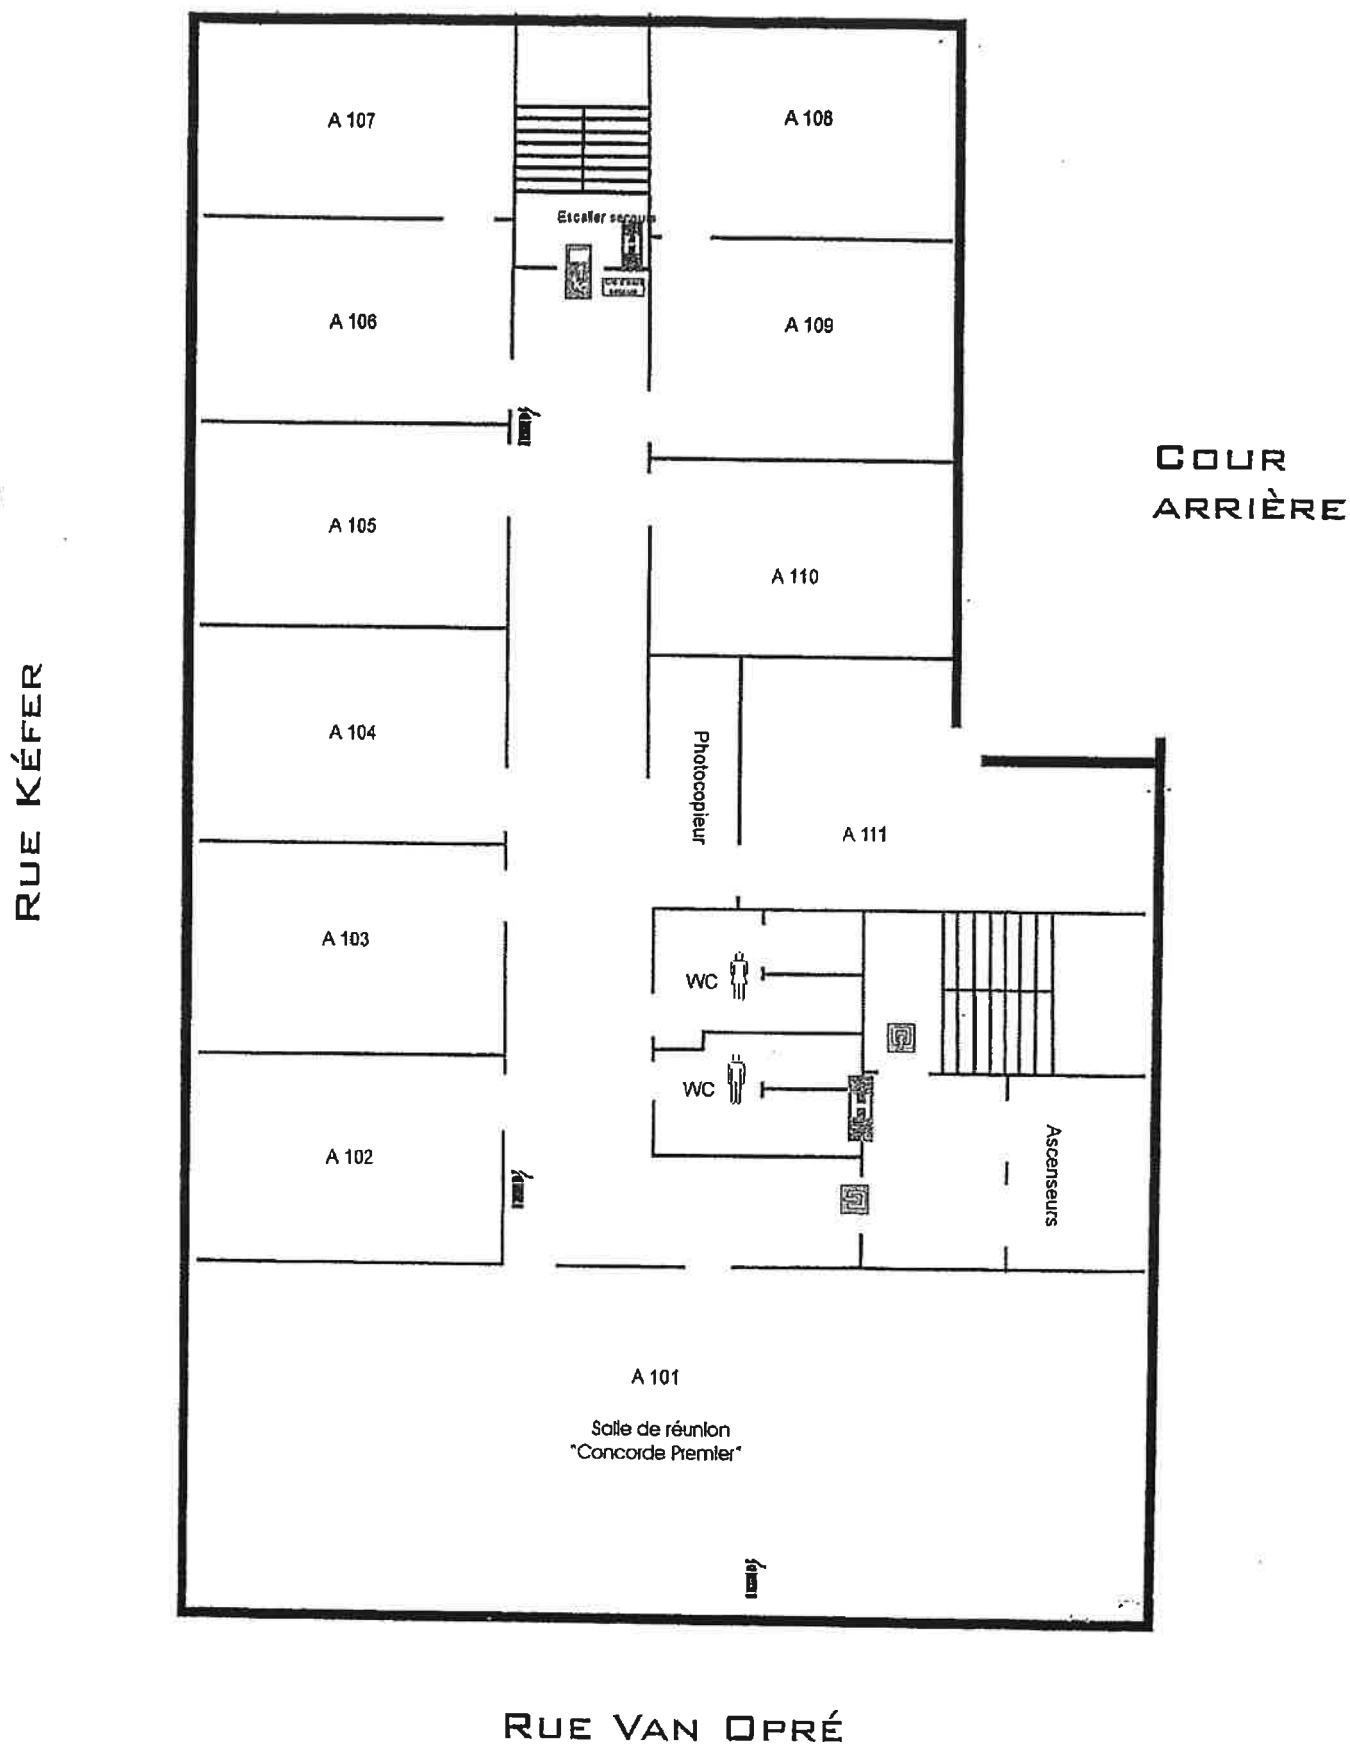 A 107
A 108
Escalier secours
A 106
A 109
COUR
ARRIÈRE
A 105
A 110
RUE KÉFER
A 104
Photocopieur
A 111
A 103
WC
WC
A 102
Ascenseurs
A 101
Salle de réunion
"Concorde Premier"
RUE VAN OPRÉ